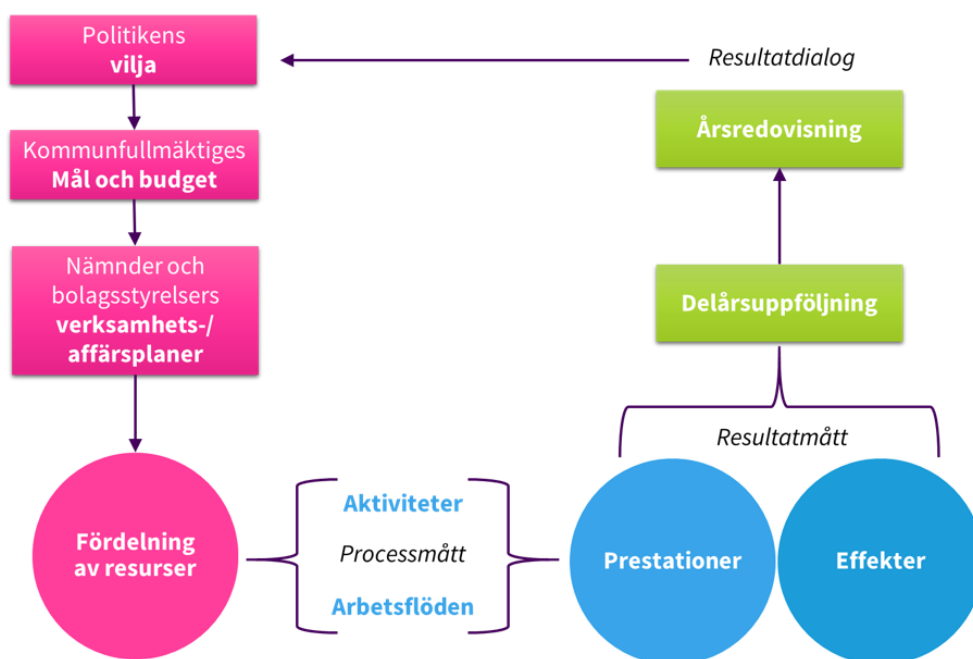 Politikens
vilja
Kommunfullmäktiges
Mål och budget
Nämnder och
bolagsstyrelsers
verksamhets-/
affärsplaner
Fördelning
av resurser
Aktiviteter
Processmått
Arbetsflöden
Prestationer
Effekter
Resultatmått
Delårsuppföljning
Årsredovisning
Resultatdialog